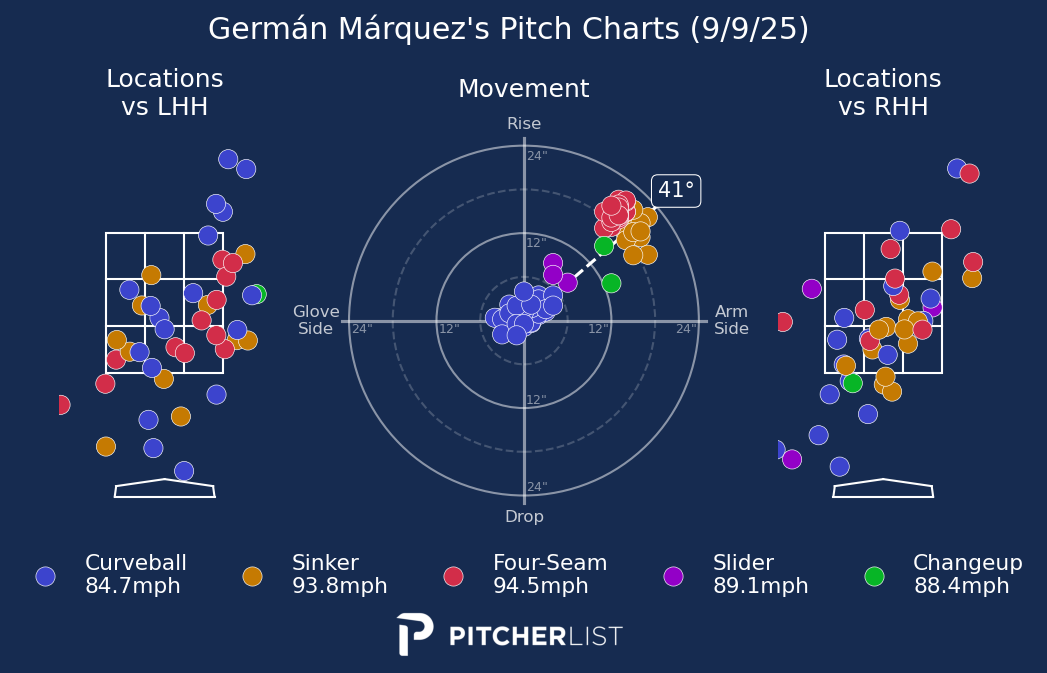 Germán Márquez's Pitch Charts (9/9/25)
Locations
vs LHH
Movement
Locations
vs RHH
Rise
24"
41°
12"
Glove
Side
24"
12"
12"
24"
Arm
Side
12"
24"
Drop
Curveball
84.7mph
Sinker
93.8mph
Four-Seam
94.5mph
Slider
89.1mph
Changeup
88.4mph
PITCHERLIST